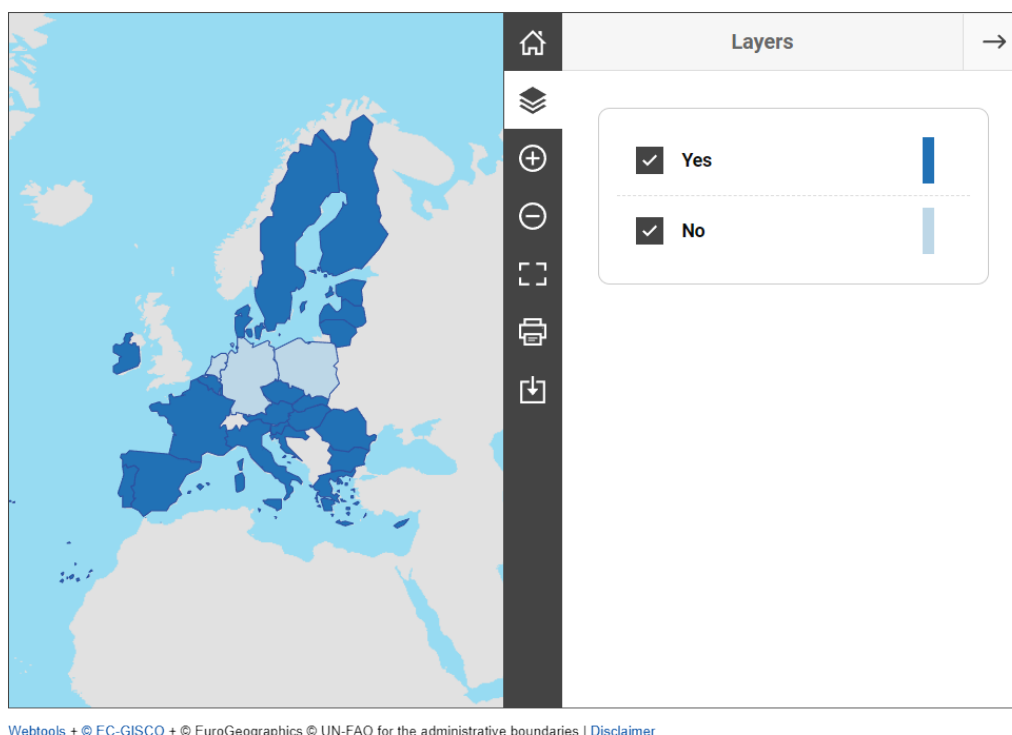 Layers
Yes
No
Webtools + © EC-GISCO + © EuroGeographics © UN-FAO for the administrative boundaries | Disclaimer